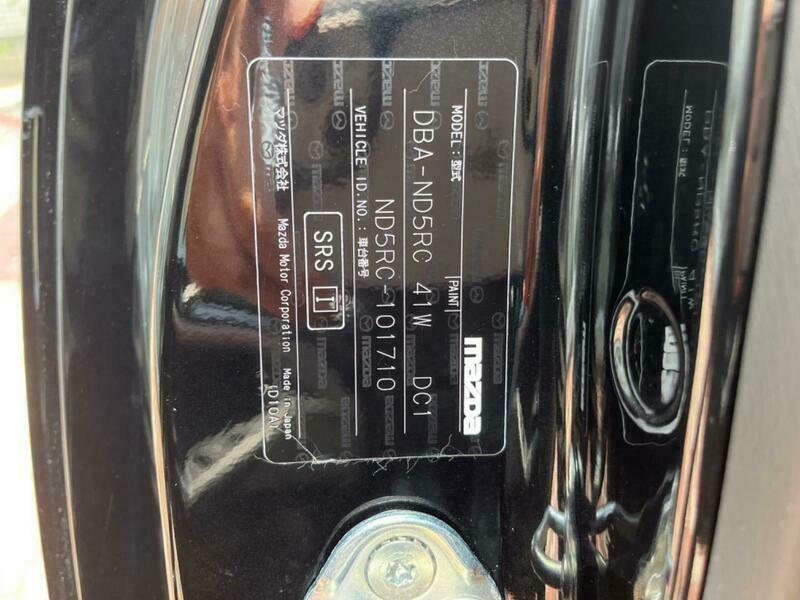 mazda
MODEL:型式 PAINT
DBA-ND5RC 41W DC1
VEHICLE ID.NO.:車台番号
ND5RC-101710
SRS I
マツダ株式会社 Mazda Motor Corporation Made in Japan